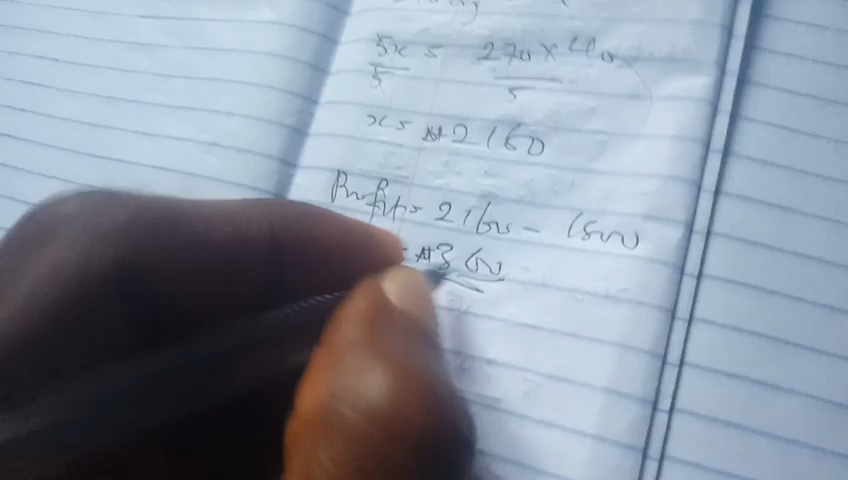 5x = 270 x 40
5 5
x = ₦2160
Profit = 2160 - 1800
= ₦360